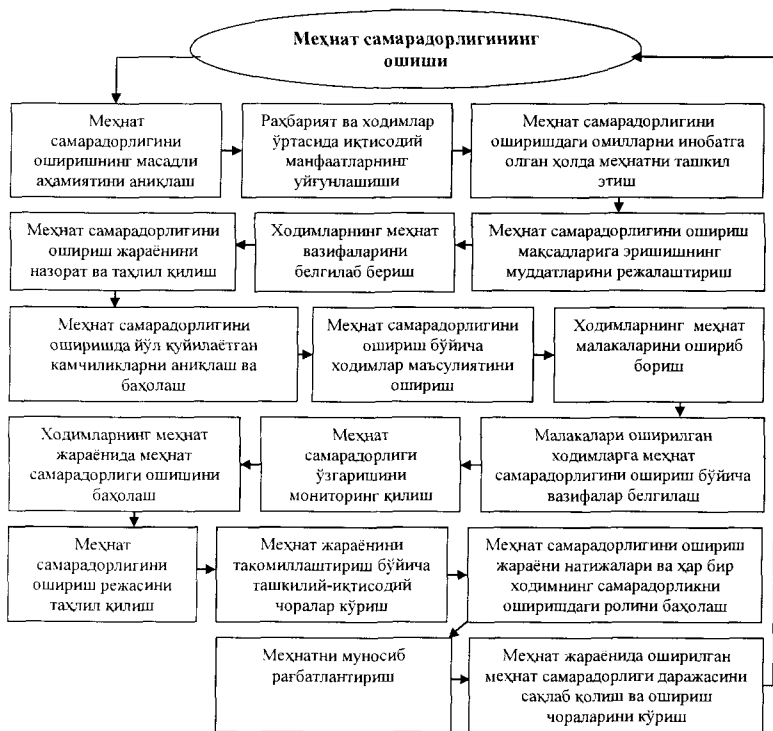 Меҳнат самарадорлигининг
ошиши
Меҳнат
самарадорлигини
оширишнинг масадли
аҳамиятини аниқлаш
Раҳбарият ва ходимлар
ўртасида иқтисодий
манфаатларнинг
уйғунлашиши
Меҳнат самарадорлигини
оширишдаги омилларни инобатга
олган ҳолда меҳнатни ташкил
этиш
Меҳнат самарадорлигини
ошириш жараёнини
назорат ва таҳлил қилиш
Ходимларнинг меҳнат
вазифаларини
белгилаб бериш
Меҳнат самарадорлигини ошириш
мақсадларига эришишнинг
муддатларини режалаштириш
Меҳнат самарадорлигини
оширишда йўл қуйилаётган
камчиликларни аниқлаш ва
баҳолаш
Меҳнат самарадорлигини
ошириш бўйича
ходимлар маъсулиятини
ошириш
Ходимларнинг меҳнат
малакаларини ошириб
бориш
Ходимларнинг меҳнат
жараёнида меҳнат
самарадорлиги ошишини
баҳолаш
Меҳнат
самарадорлиги
ўзгаришини
мониторинг қилиш
Малакалари оширилган
ходимларга меҳнат
самарадорлигини ошириш бўйича
вазифалар белгилаш
Меҳнат
самарадорлигини
ошириш режасини
таҳлил қилиш
Меҳнат жараёнини
такомиллаштириш бўйича
ташкилий-иқтисодий
чоралар кўриш
Меҳнат самарадорлигини ошириш
жараёни натижалари ва ҳар бир
ходимнинг самарадорликни
оширишдаги ролини баҳолаш
Меҳнатни муносиб
рағбатлантириш
Меҳнат жараёнида оширилган
меҳнат самарадорлиги даражасини
сақлаб қолиш ва ошириш
чораларини кўриш